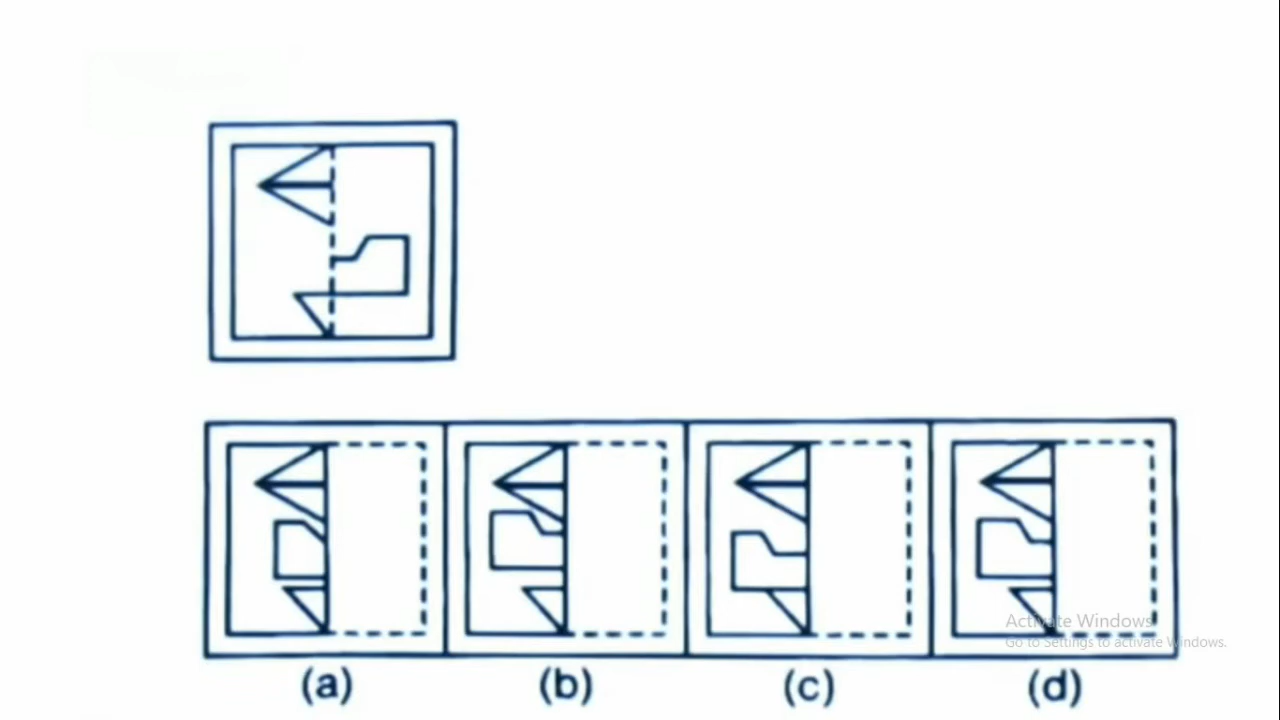 Activate Windows
Go to Settings to activate Windows.
(a) (b) (c) (d)